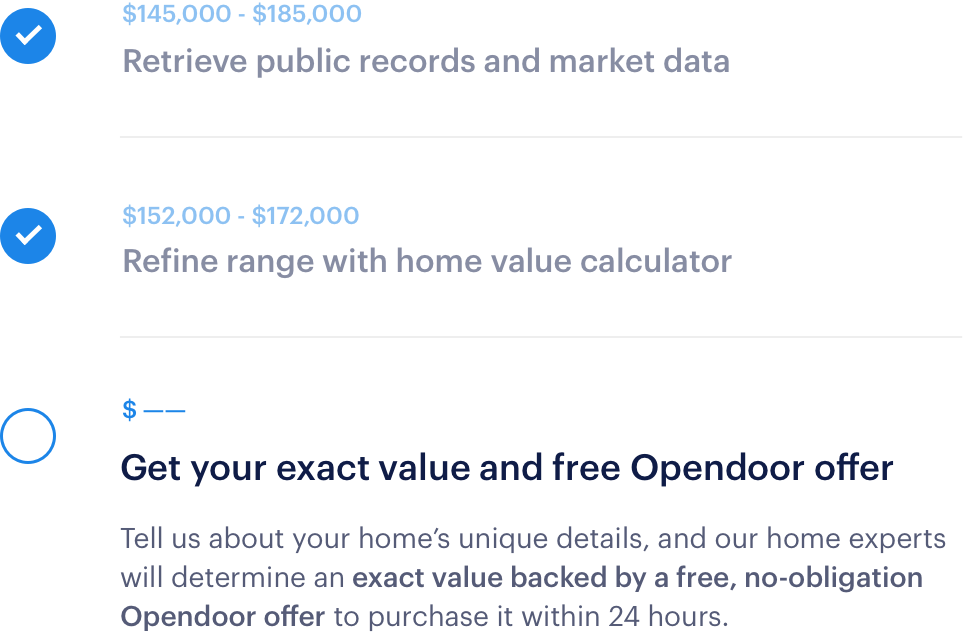 $145,000 - $185,000
Retrieve public records and market data
$152,000 - $172,000
Refine range with home value calculator
$ ——
Get your exact value and free Opendoor offer
Tell us about your home’s unique details, and our home experts
will determine an exact value backed by a free, no-obligation
Opendoor offer to purchase it within 24 hours.